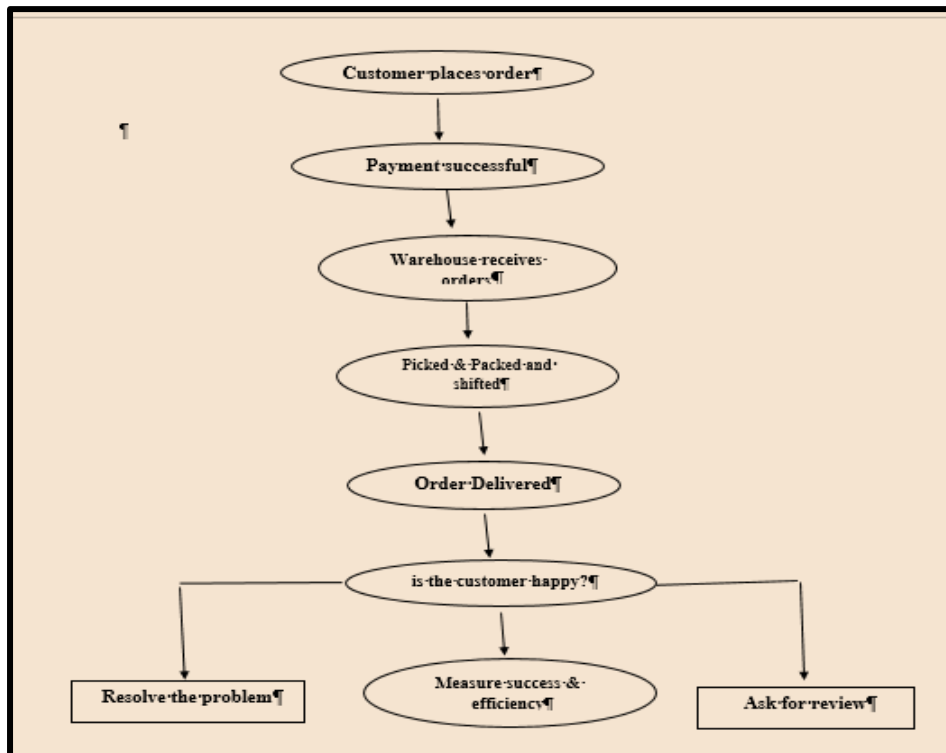 Customer·places·order¶
¶
Payment·successful¶
Warehouse·receives·
orders¶
Picked·&·Packed·and·
shifted¶
Order·Delivered¶
is·the·customer·happy?¶
Resolve·the·problem¶
Measure·success·&·
efficiency¶
Ask·for·review¶